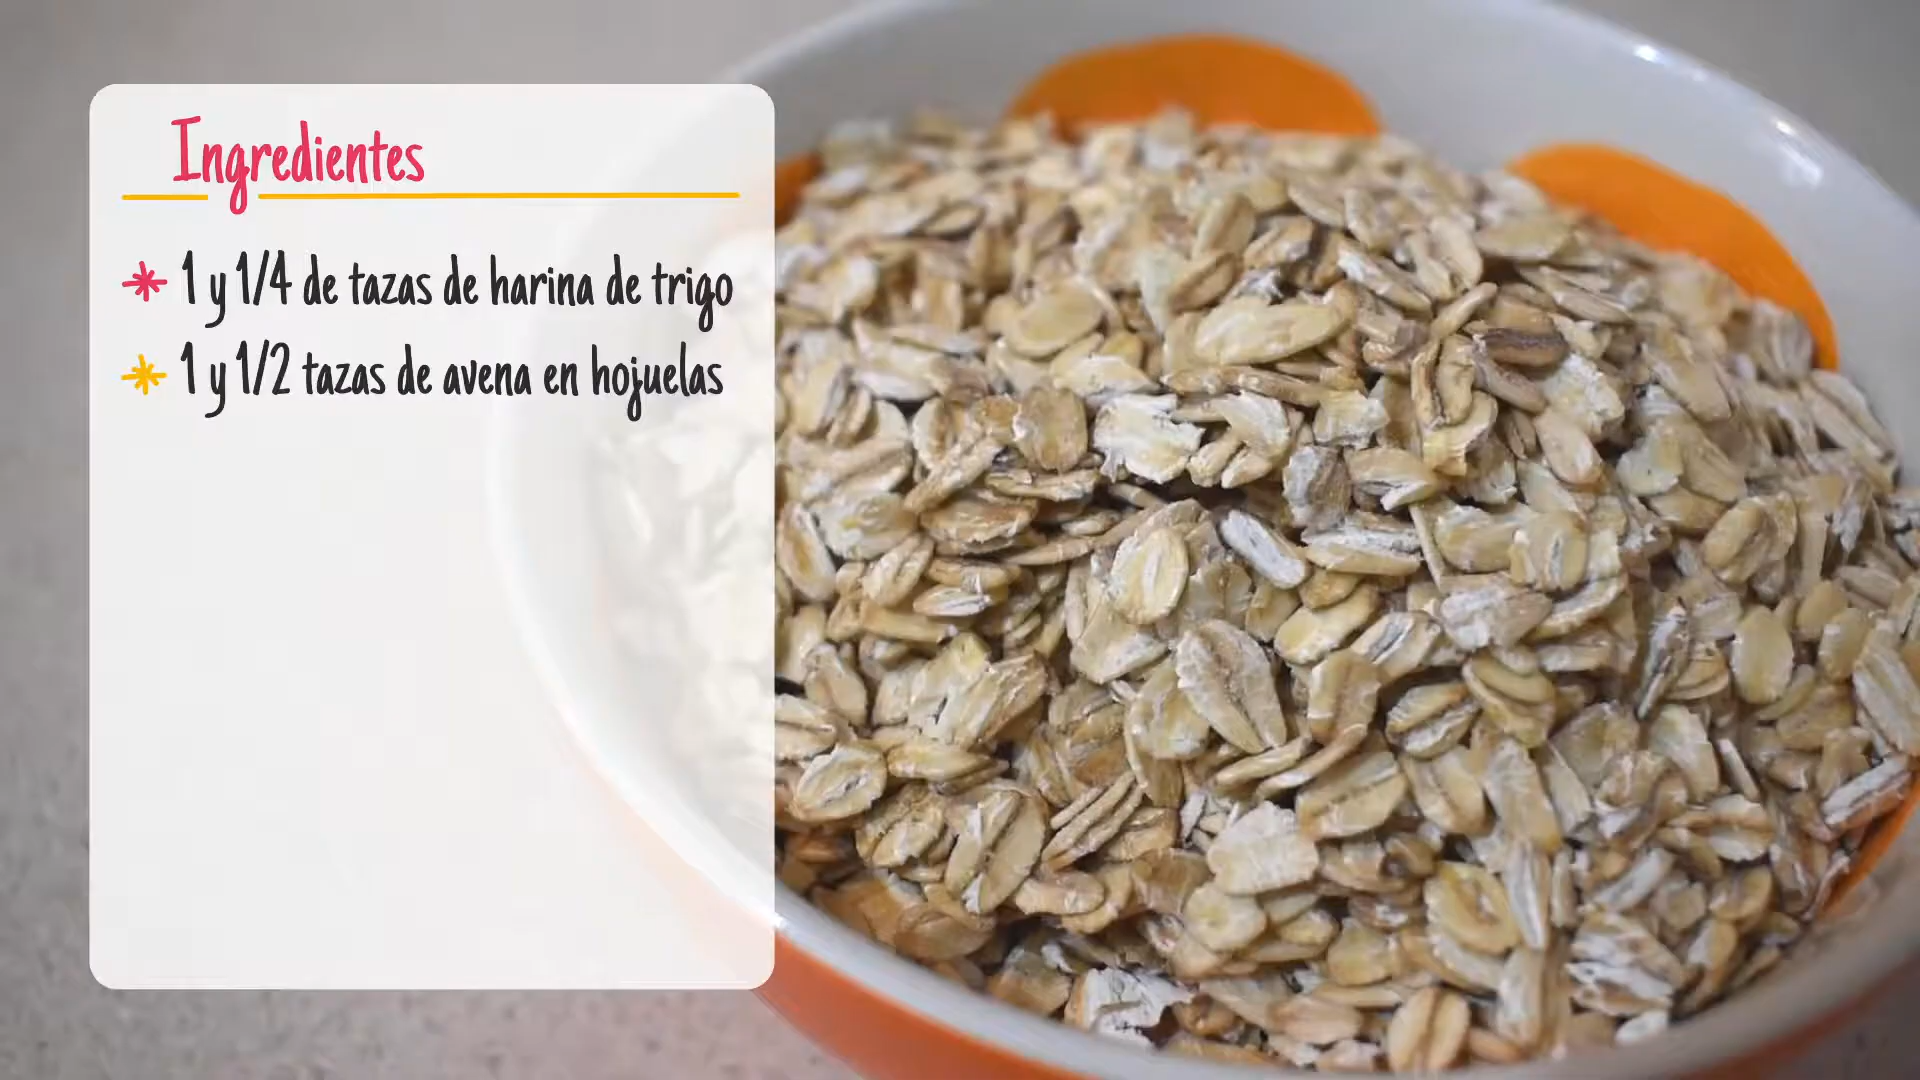 Ingredientes
1 y 1/4 de tazas de harina de trigo
1 y 1/2 tazas de avena en hojuelas